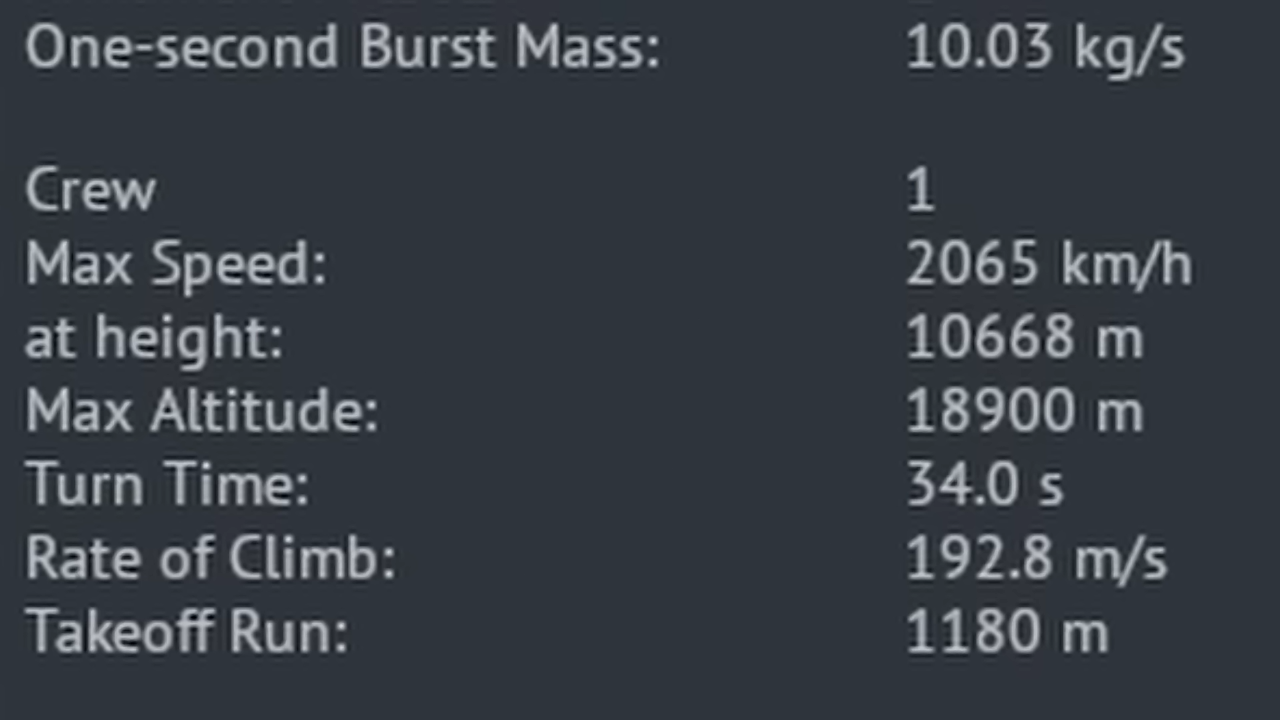 One-second Burst Mass: 10.03 kg/s
Crew 1
Max Speed: 2065 km/h
at height: 10668 m
Max Altitude: 18900 m
Turn Time: 34.0 s
Rate of Climb: 192.8 m/s
Takeoff Run: 1180 m